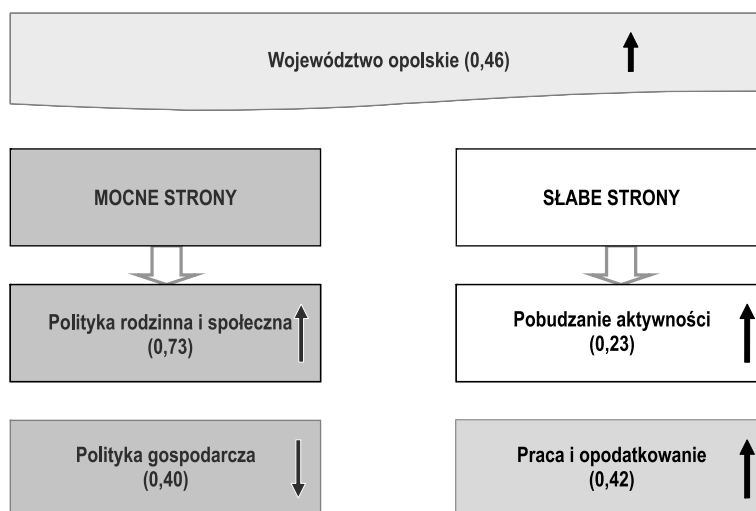 Województwo opolskie (0,46)
MOCNE STRONY
SŁABE STRONY
Polityka rodzinna i społeczna
(0,73)
Pobudzanie aktywności
(0,23)
Polityka gospodarcza
(0,40)
Praca i opodatkowanie
(0,42)